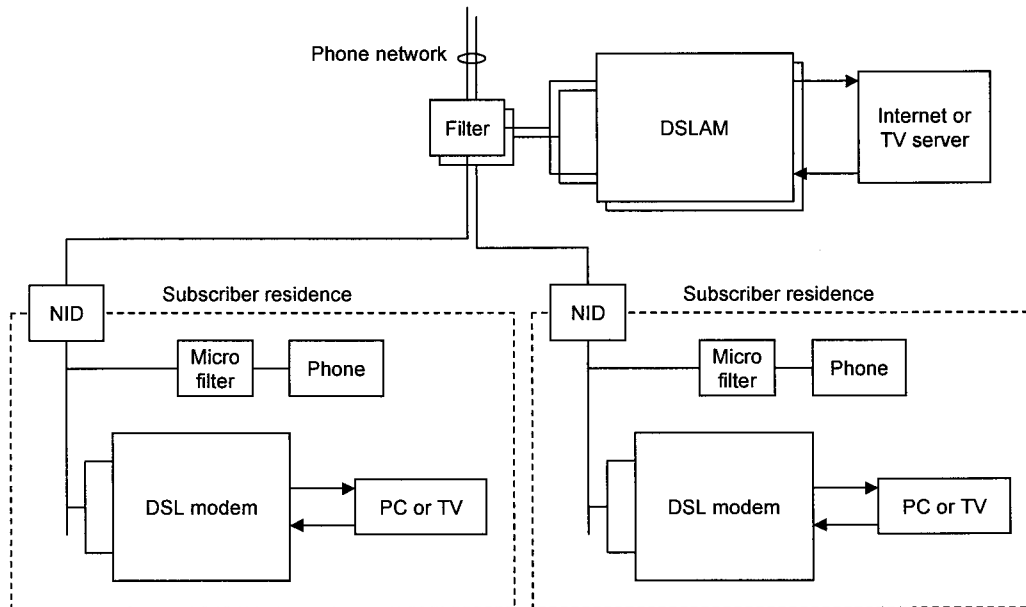 Phone network
Filter
DSLAM
Internet or
TV server
NID
Subscriber residence
Micro
filter
Phone
DSL modem
PC or TV
NID
Subscriber residence
Micro
filter
Phone
DSL modem
PC or TV